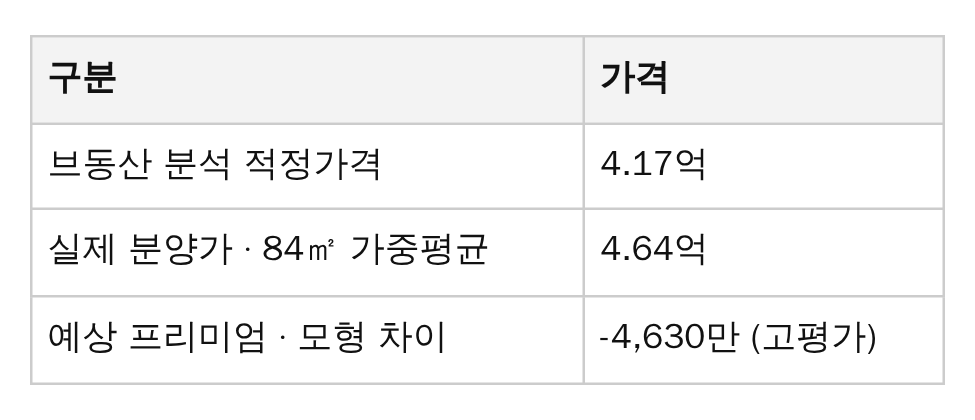 구분 가격
브동산 분석 적정가격 4.17억
실제 분양가 · 84㎡ 가중평균 4.64억
예상 프리미엄 · 모형 차이 -4,630만 (고평가)